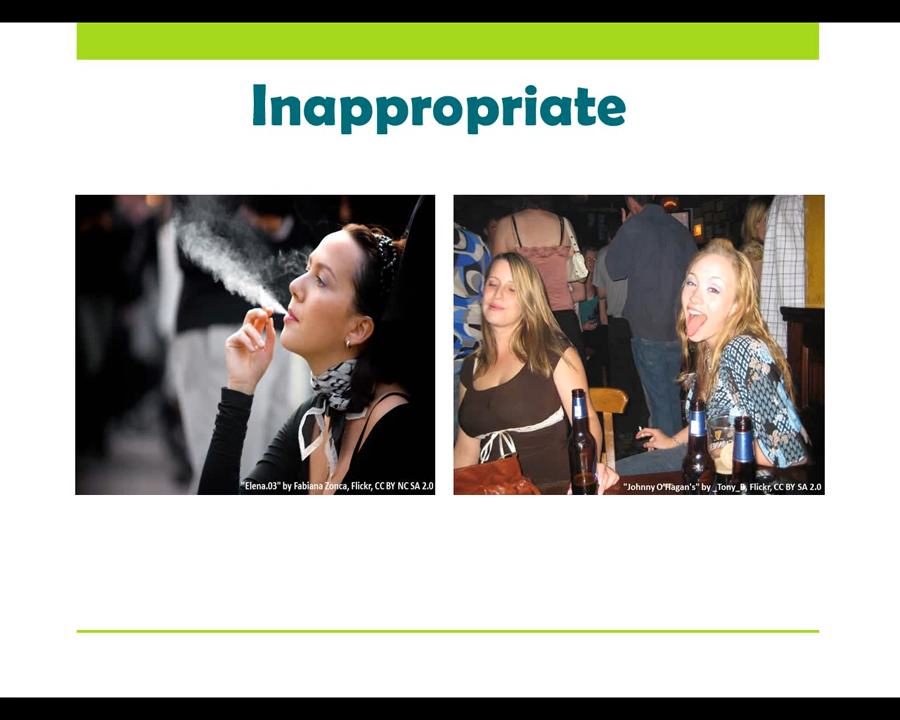 Inappropriate
"Elena.03" by Fabiana Zonca, Flickr, CC BY NC SA 2.0
"Johnny O'Hagan's" by _Tony_B, Flickr, CC BY SA 2.0